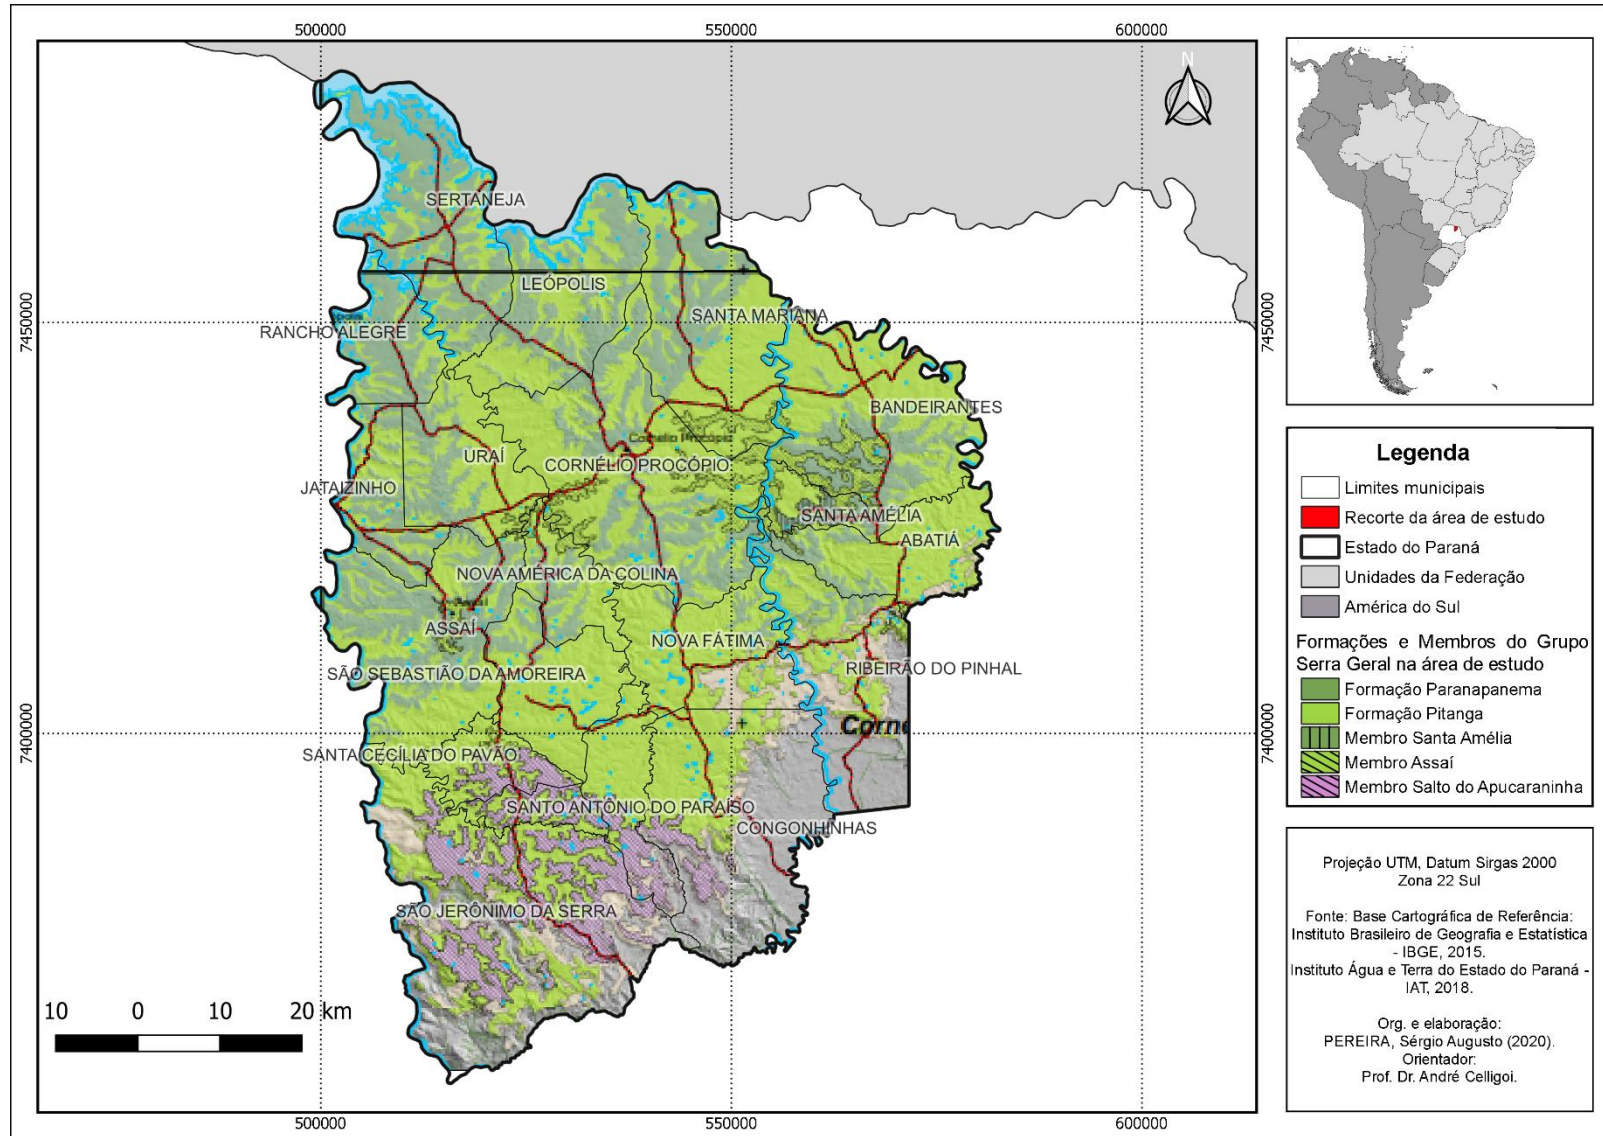 500000
550000
600000
N
7450000
7450000
7400000
7400000
SERTANEJA
LEÓPOLIS
RANCHO ALEGRE
SANTA MARIANA
BANDEIRANTES
Cornélio Procópio
URAÍ
CORNÉLIO PROCÓPIO
JATAIZINHO
SANTA AMÉLIA
ABATIÁ
NOVA AMÉRICA DA COLINA
ASSAÍ
NOVA FÁTIMA
RIBEIRÃO DO PINHAL
SÃO SEBASTIÃO DA AMOREIRA
Corne
SANTA CECÍLIA DO PAVÃO
SANTO ANTÔNIO DO PARAÍSO
CONGONHINHAS
SÃO JERÔNIMO DA SERRA
10 0 10 20 km
500000
550000
600000
Legenda
Limites municipais
Recorte da área de estudo
Estado do Paraná
Unidades da Federação
América do Sul
Formações e Membros do Grupo
Serra Geral na área de estudo
Formação Paranapanema
Formação Pitanga
Membro Santa Amélia
Membro Assaí
Membro Salto do Apucaraninha
Projeção UTM, Datum Sirgas 2000
Zona 22 Sul
Fonte: Base Cartográfica de Referência:
Instituto Brasileiro de Geografia e Estatística
- IBGE, 2015.
Instituto Água e Terra do Estado do Paraná -
IAT, 2018.
Org. e elaboração:
PEREIRA, Sérgio Augusto (2020).
Orientador:
Prof. Dr. André Celligoi.